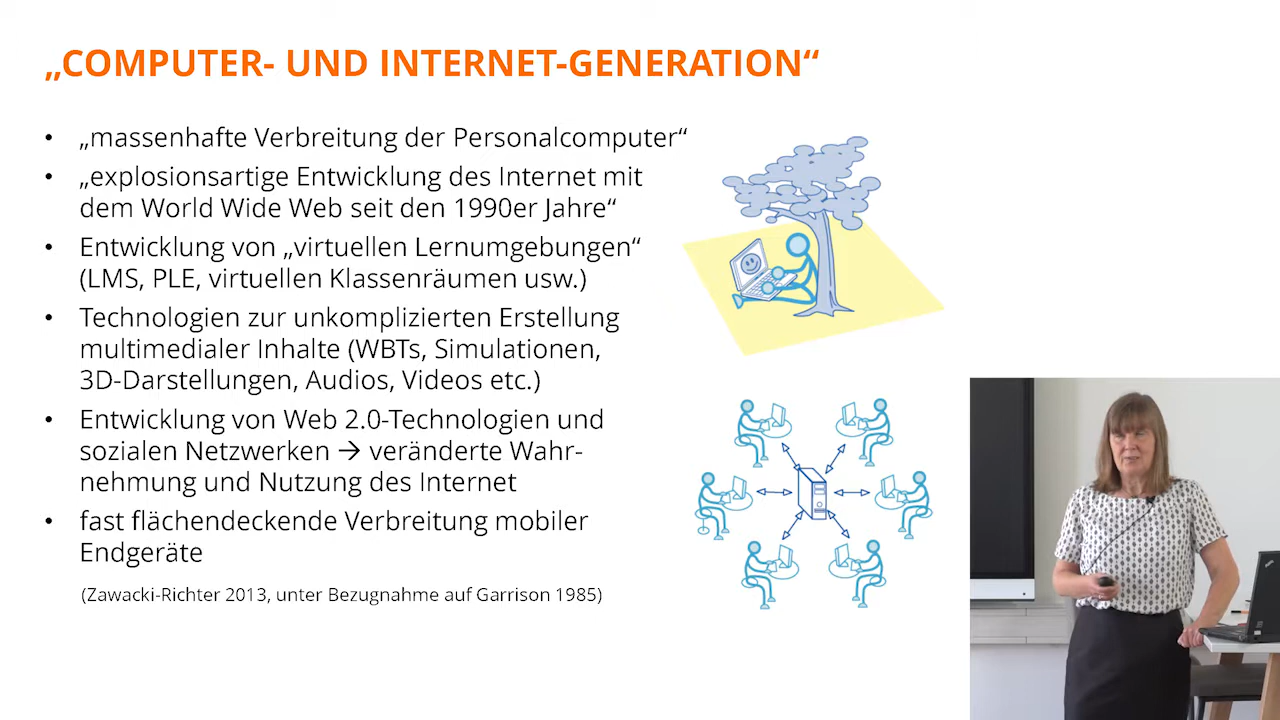 „COMPUTER- UND INTERNET-GENERATION“
• „massenhafte Verbreitung der Personalcomputer“
• „explosionsartige Entwicklung des Internet mit
dem World Wide Web seit den 1990er Jahre“
• Entwicklung von „virtuellen Lernumgebungen“
(LMS, PLE, virtuellen Klassenräumen usw.)
• Technologien zur unkomplizierten Erstellung
multimedialer Inhalte (WBTs, Simulationen,
3D-Darstellungen, Audios, Videos etc.)
• Entwicklung von Web 2.0-Technologien und
sozialen Netzwerken → veränderte Wahr-
nehmung und Nutzung des Internet
• fast flächendeckende Verbreitung mobiler
Endgeräte
(Zawacki-Richter 2013, unter Bezugnahme auf Garrison 1985)